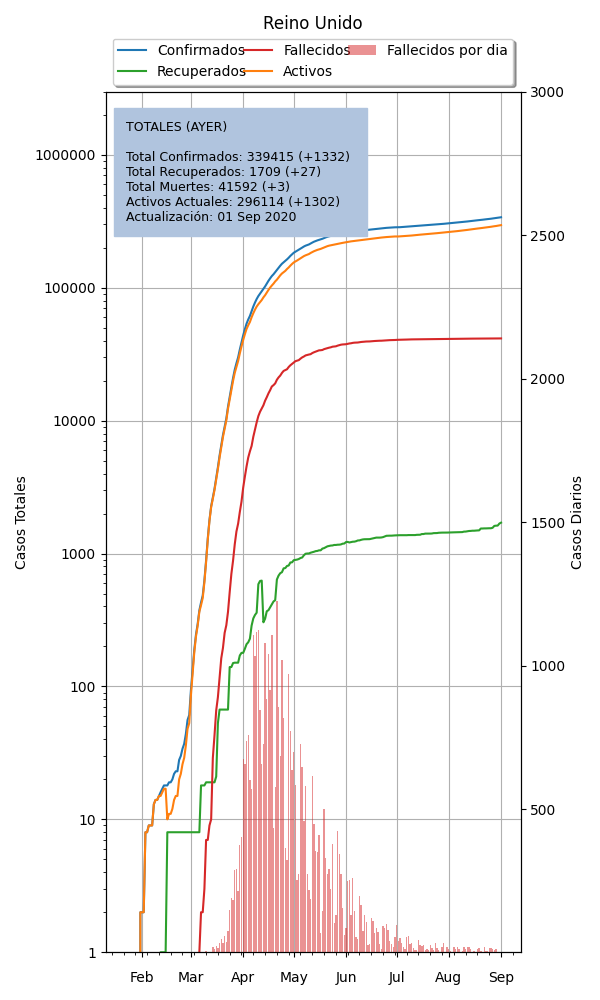 Reino Unido
Confirmados Fallecidos Fallecidos por dia
Recuperados Activos
TOTALES (AYER)
Total Confirmados: 339415 (+1332)
Total Recuperados: 1709 (+27)
Total Muertes: 41592 (+3)
Activos Actuales: 296114 (+1302)
Actualización: 01 Sep 2020
1000000
100000
10000
1000
100
10
1
Casos Totales
3000
2500
2000
1500
1000
500
Casos Diarios
Feb Mar Apr May Jun Jul Aug Sep